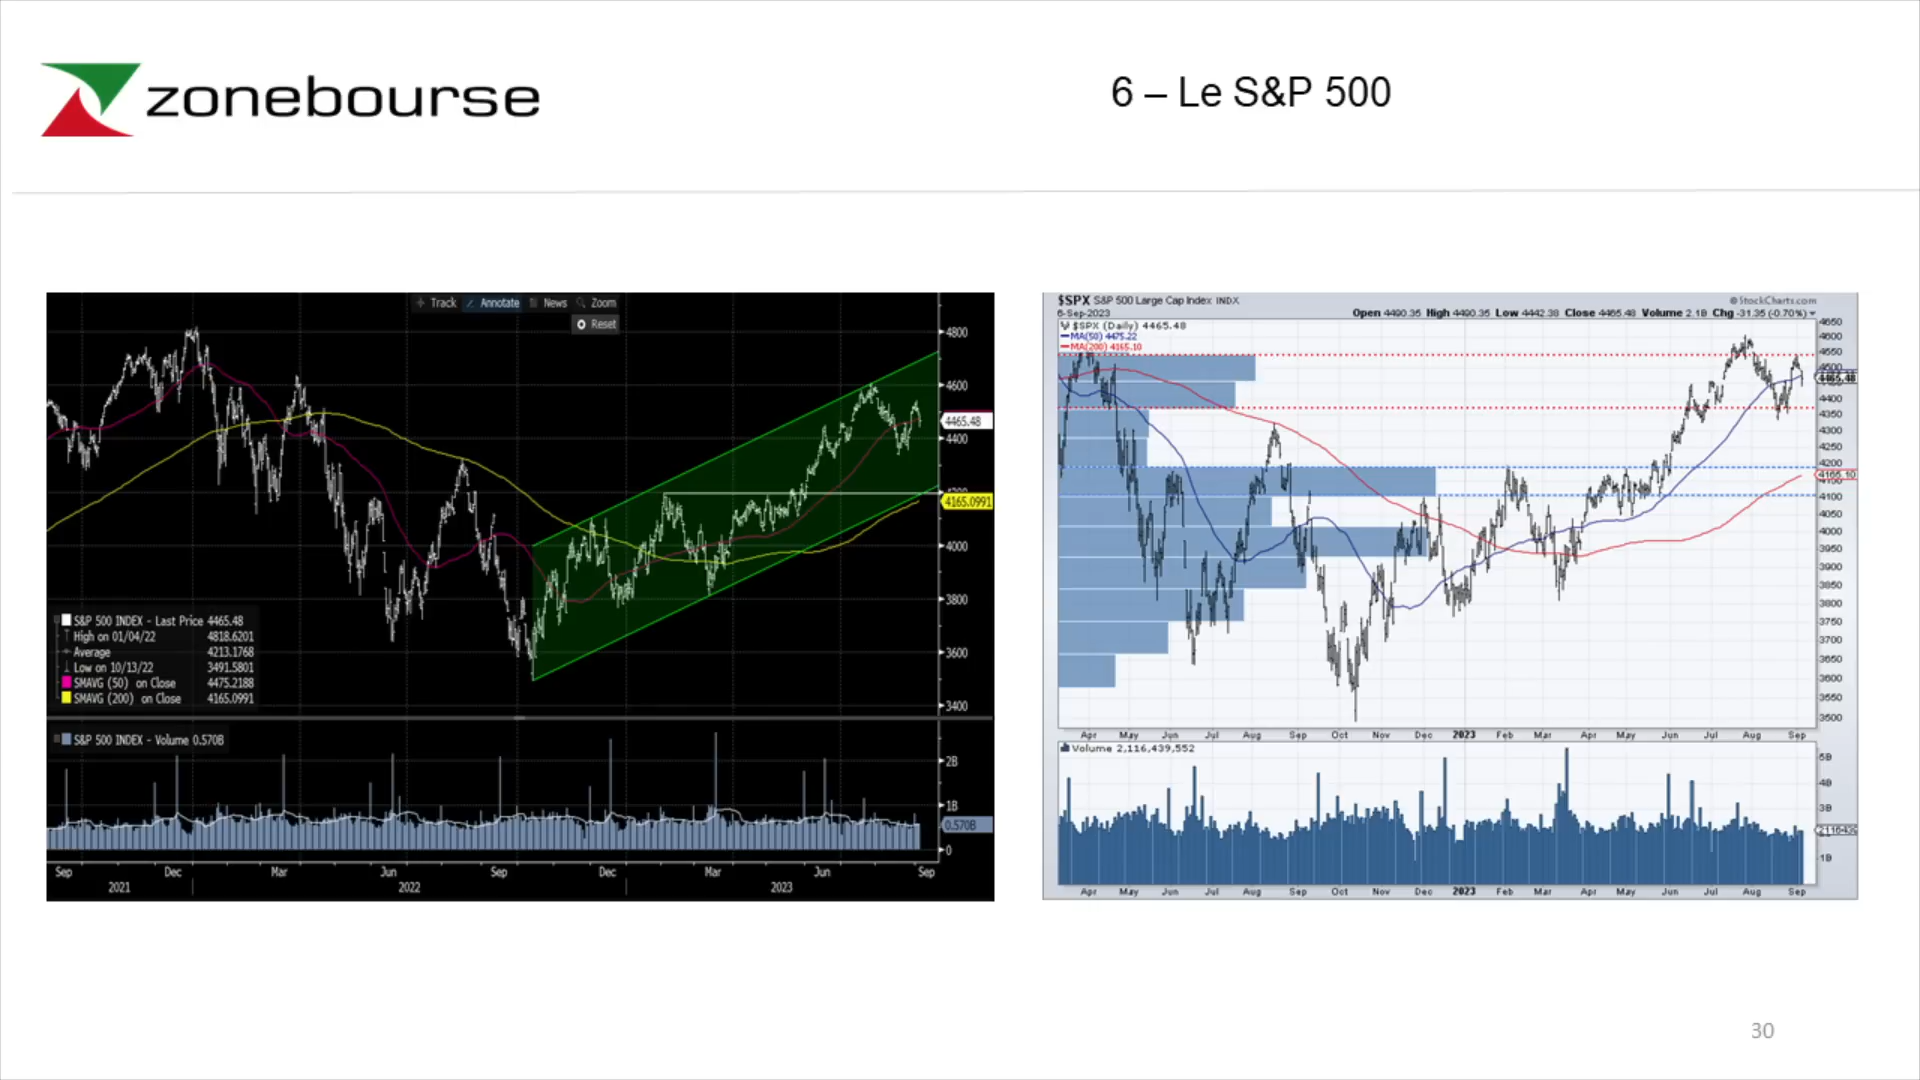 zonebourse
6 – Le S&P 500
Track Annotate News Zoom
Reset
4800
4600
4465.48
4400
4200
4165.0991
4000
3800
3600
3400
S&P 500 INDEX - Last Price 4465.48
High on 01/04/22 4818.6201
Average 4213.1768
Low on 10/13/22 3491.5801
SMAVG (50) on Close 4475.2188
SMAVG (200) on Close 4165.0991
S&P 500 INDEX - Volume 0.570B
2B
1B
0.570B
0
Sep Dec Mar Jun Sep Dec Mar Jun Sep
2021 2022 2023
$SPX S&P 500 Large Cap Index INDX
© StockCharts.com
6-Sep-2023
Open 4490.35 High 4490.35 Low 4442.38 Close 4465.48 Volume 2.1B Chg -31.35 (-0.70%)
$SPX (Daily) 4465.48
MA(50) 4475.22
MA(200) 4165.10
4650
4600
4550
4500
4465.48
4400
4350
4300
4250
4200
4165.10
4100
4050
4000
3950
3900
3850
3800
3750
3700
3650
3600
3550
3500
Apr May Jun Jul Aug Sep Oct Nov Dec 2023 Feb Mar Apr May Jun Jul Aug Sep
Volume 2,116,439,552
5B
4B
3B
1B
Apr May Jun Jul Aug Sep Oct Nov Dec 2023 Feb Mar Apr May Jun Jul Aug Sep
30